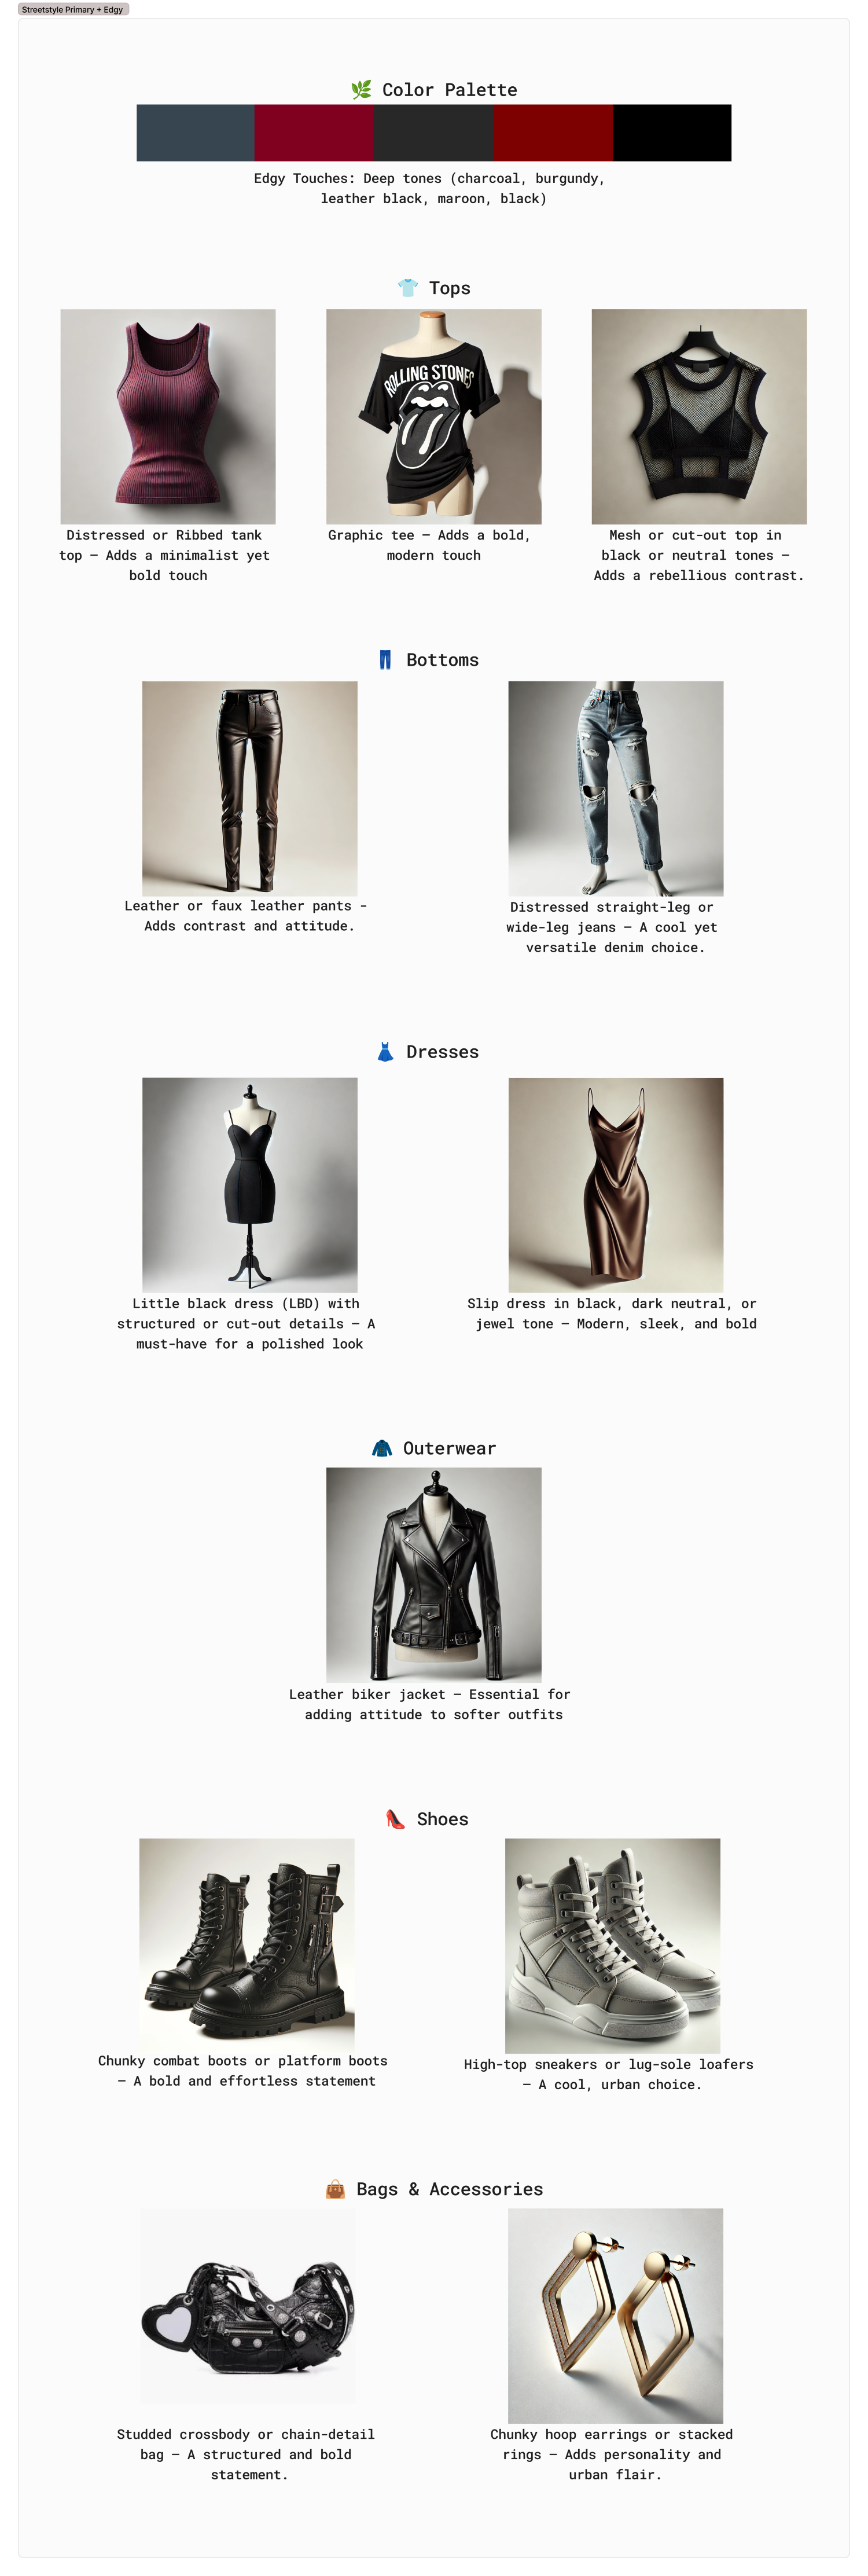 Streetstyle Primary + Edgy
🌿 Color Palette
Edgy Touches: Deep tones (charcoal, burgundy,
leather black, maroon, black)
👕 Tops
ROLLING STONES
Distressed or Ribbed tank
top – Adds a minimalist yet
bold touch
Graphic tee – Adds a bold,
modern touch
Mesh or cut-out top in
black or neutral tones –
Adds a rebellious contrast.
👖 Bottoms
Leather or faux leather pants -
Adds contrast and attitude.
Distressed straight-leg or
wide-leg jeans – A cool yet
versatile denim choice.
👗 Dresses
Little black dress (LBD) with
structured or cut-out details – A
must-have for a polished look
Slip dress in black, dark neutral, or
jewel tone – Modern, sleek, and bold
🧥 Outerwear
Leather biker jacket – Essential for
adding attitude to softer outfits
👠 Shoes
Chunky combat boots or platform boots
– A bold and effortless statement
High-top sneakers or lug-sole loafers
– A cool, urban choice.
👜 Bags & Accessories
Studded crossbody or chain-detail
bag – A structured and bold
statement.
Chunky hoop earrings or stacked
rings – Adds personality and
urban flair.